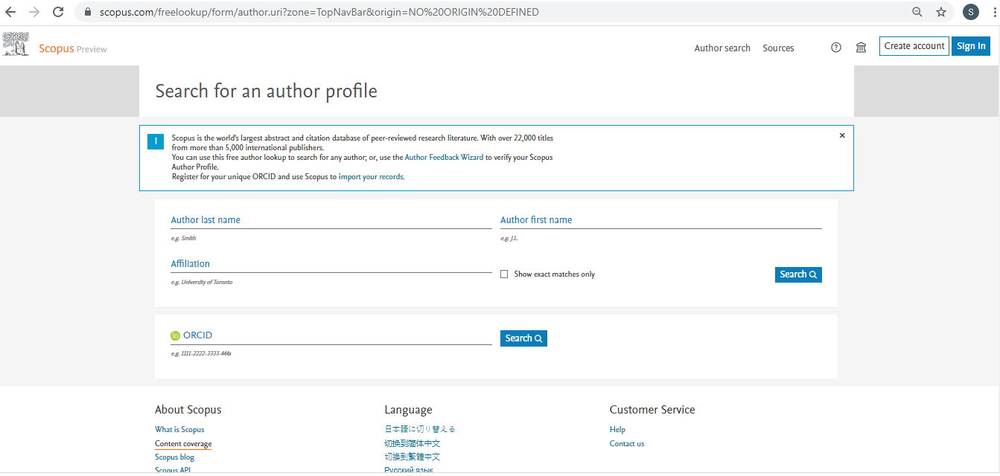 scopus.com/freelookup/form/author.uri?zone=TopNavBar&origin=NO%20ORIGIN%20DEFINED
S
Scopus Preview
Author search
Sources
Create account
Sign in
Search for an author profile
Scopus is the world's largest abstract and citation database of peer-reviewed research literature. With over 22,000 titles
from more than 5,000 international publishers.
You can use this free author lookup to search for any author; or, use the Author Feedback Wizard to verify your Scopus
Author Profile.
Register for your unique ORCID and use Scopus to import your records.
Author last name
e.g. Smith
Author first name
e.g. J.L.
Affiliation
e.g. University of Toronto
Show exact matches only
Search
iD ORCID
e.g. 1111-2222-3333-444x
Search
About Scopus
What is Scopus
Content coverage
Scopus blog
Scopus API
Language
日本語に切り替える
切换到简体中文
切換到繁體中文
Русский язык
Customer Service
Help
Contact us